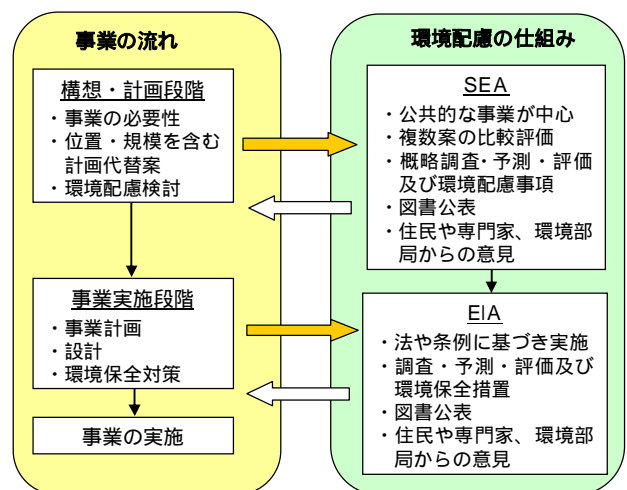 事業の流れ
構想・計画段階
・事業の必要性
・位置・規模を含む
計画代替案
・環境配慮検討
事業実施段階
・事業計画
・設計
・環境保全対策
事業の実施
環境配慮の仕組み
SEA
・公共的な事業が中心
・複数案の比較評価
・概略調査・予測・評価
及び環境配慮事項
・図書公表
・住民や専門家、環境部
局からの意見
EIA
・法や条例に基づき実施
・調査・予測・評価及び
環境保全措置
・図書公表
・住民や専門家、環境部
局からの意見